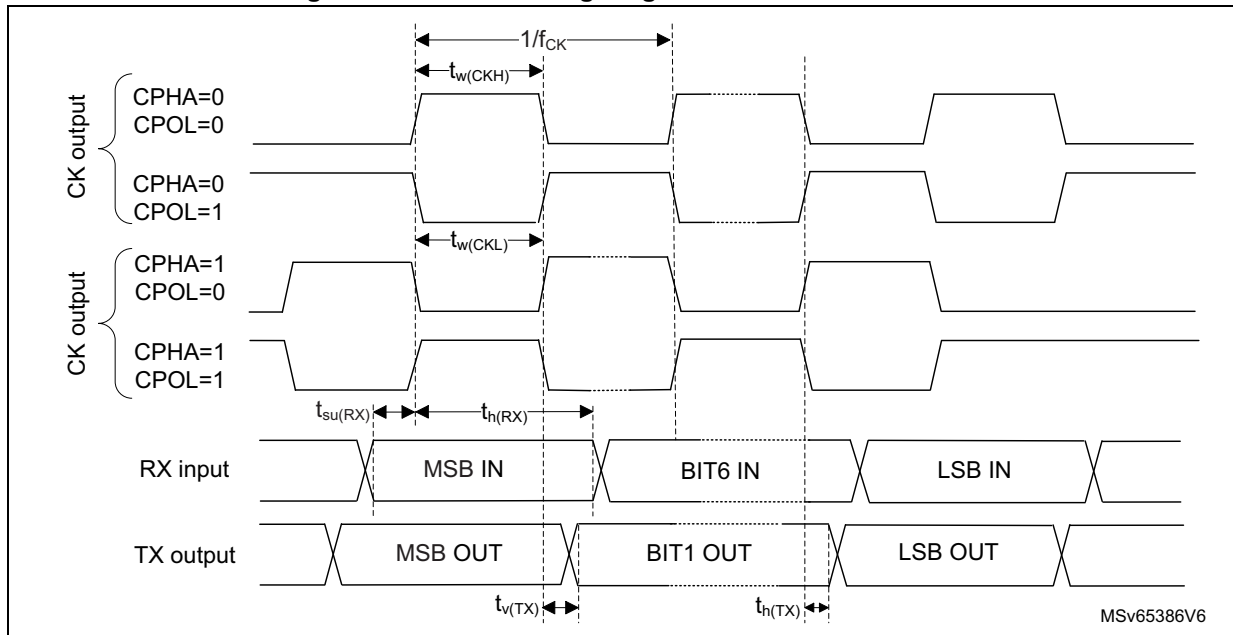 1/fCK
tw(CKH)
CK output
CPHA=0
CPOL=0
CPHA=0
CPOL=1
tw(CKL)
CK output
CPHA=1
CPOL=0
CPHA=1
CPOL=1
tsu(RX)
th(RX)
RX input
MSB IN
BIT6 IN
LSB IN
TX output
MSB OUT
BIT1 OUT
LSB OUT
tv(TX)
th(TX)
MSv65386V6